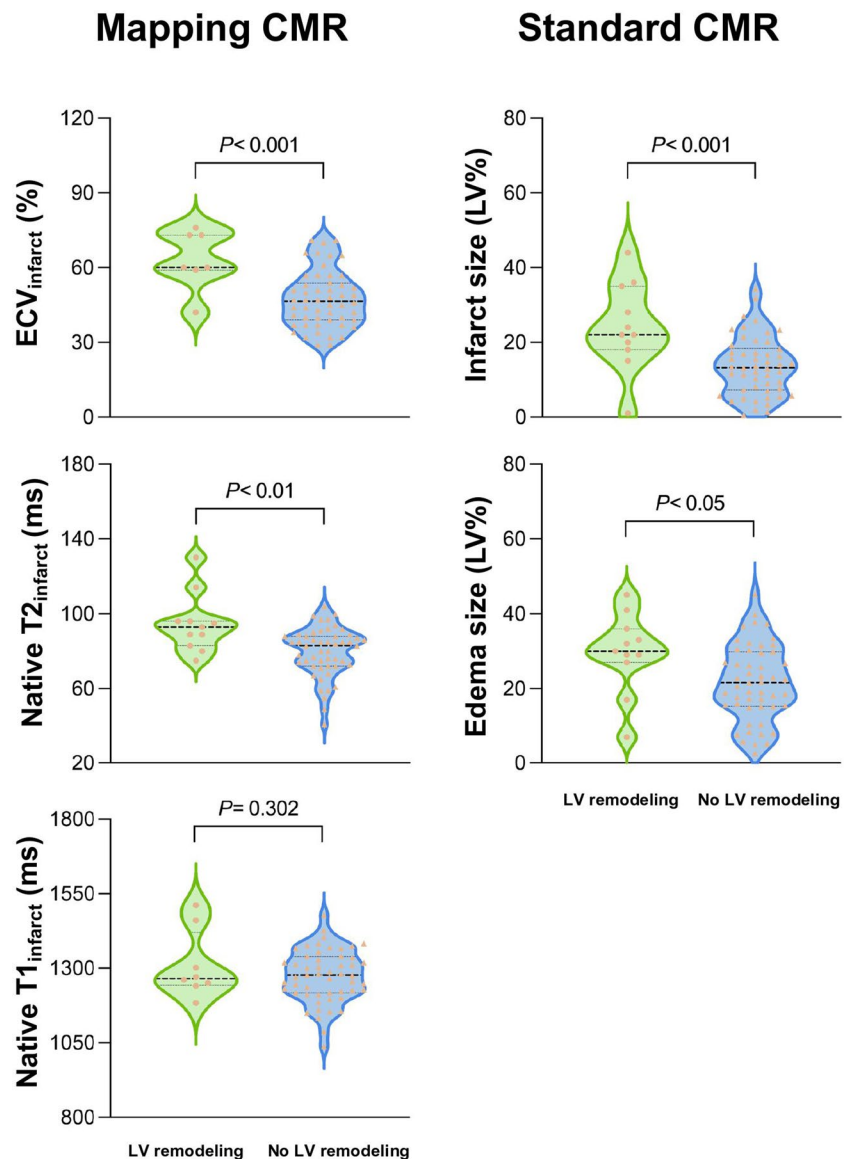 Mapping CMR
Standard CMR
ECVinfarct (%)
120
90
60
30
0
P< 0.001
Infarct size (LV%)
80
60
40
20
0
P< 0.001
Native T2infarct (ms)
180
140
100
60
20
P< 0.01
Edema size (LV%)
80
60
40
20
0
P< 0.05
LV remodeling
No LV remodeling
Native T1infarct (ms)
1800
1550
1300
1050
800
P= 0.302
LV remodeling
No LV remodeling